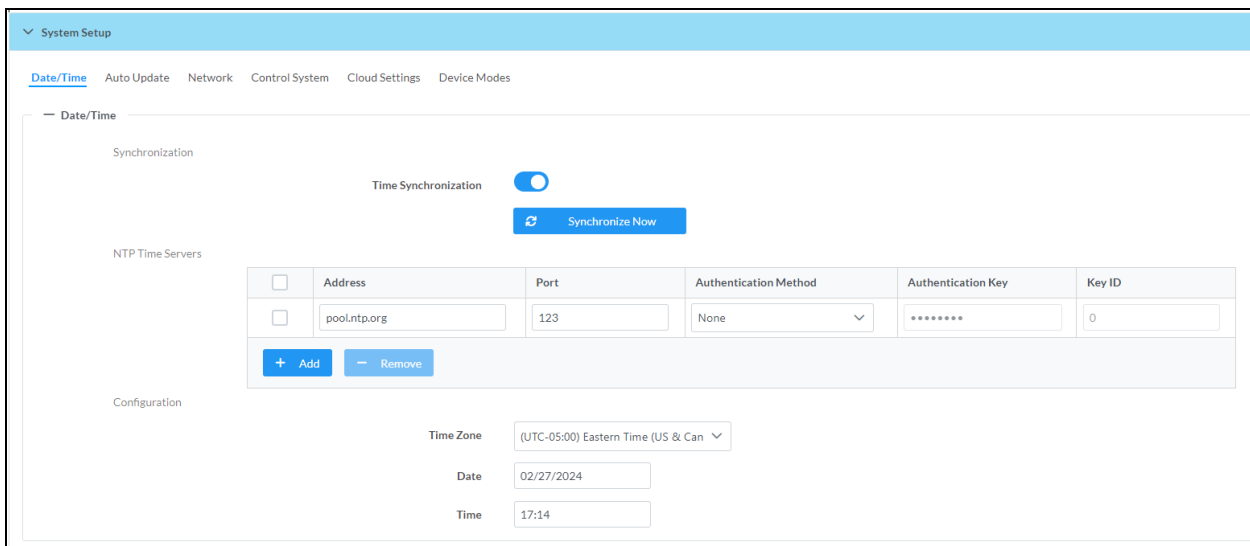 System Setup
Date/Time Auto Update Network Control System Cloud Settings Device Modes
Date/Time
Synchronization
Time Synchronization
Synchronize Now
NTP Time Servers
Address Port Authentication Method Authentication Key Key ID
pool.ntp.org 123 None •••••••• 0
+ Add − Remove
Configuration
Time Zone (UTC-05:00) Eastern Time (US & Can
Date 02/27/2024
Time 17:14